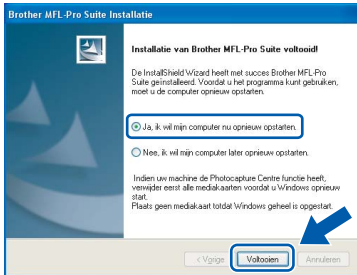 Brother MFL-Pro Suite Installatie
Installatie van Brother MFL-Pro Suite voltooid!
De InstallShield Wizard heeft met succes Brother MFL-Pro
Suite geïnstalleerd. Voordat u het programma kunt gebruiken,
moet u de computer opnieuw opstarten.
Ja, ik wil mijn computer nu opnieuw opstarten.
Nee, ik wil mijn computer later opnieuw opstarten.
Indien uw machine de Photocapture Centre functie heeft,
verwijder eerst alle mediakaarten voordat u Windows opnieuw
start.
Plaats geen mediakaart totdat Windows geheel is opgestart.
< Vorige
Voltooien
Annuleren